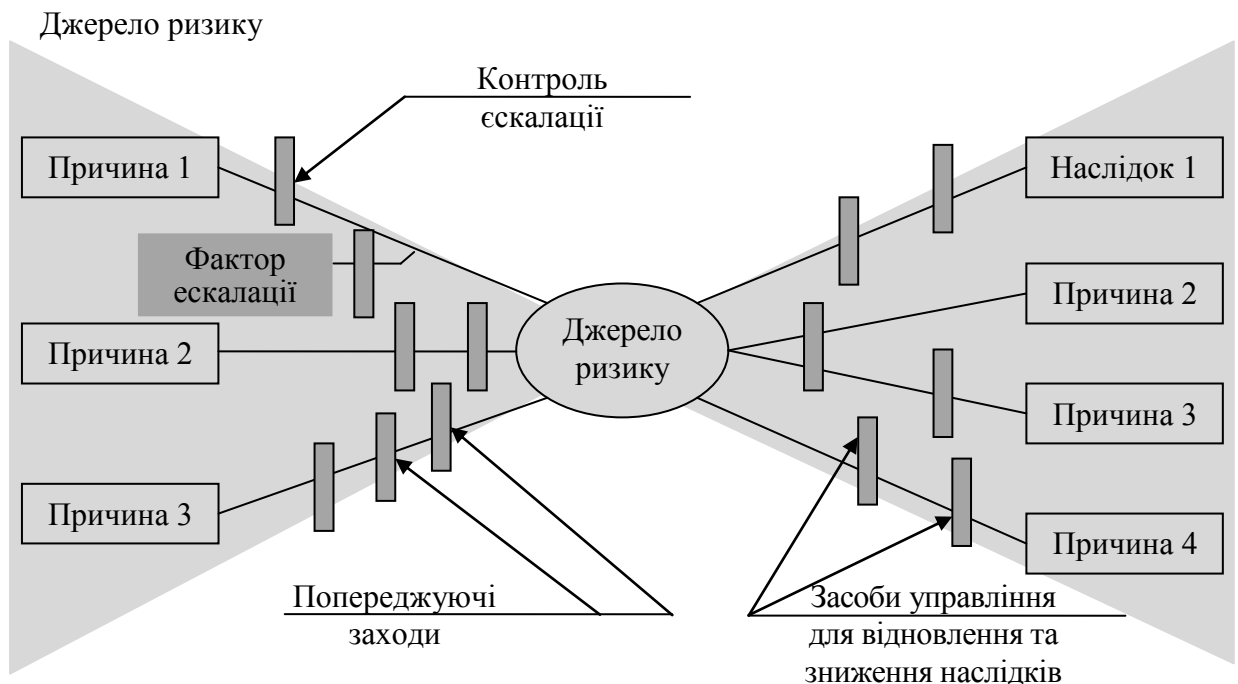 Джерело ризику
Контроль
єскалації
Причина 1
Фактор
ескалації
Причина 2
Причина 3
Попереджуючі
заходи
Джерело
ризику
Наслідок 1
Причина 2
Причина 3
Причина 4
Засоби управління
для відновлення та
зниження наслідків